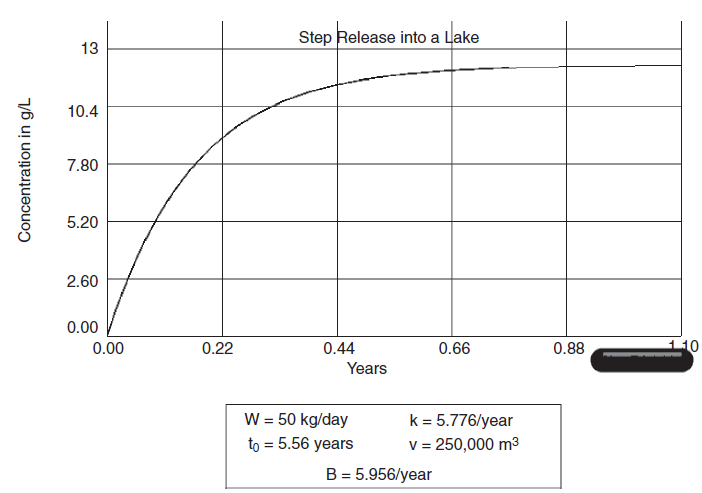 Step Release into a Lake
13
10.4
7.80
5.20
2.60
0.00
Concentration in g/L
0.00 0.22 0.44 0.66 0.88 1.10
Years
W = 50 kg/day k = 5.776/year
t₀ = 5.56 years v = 250,000 m³
B = 5.956/year